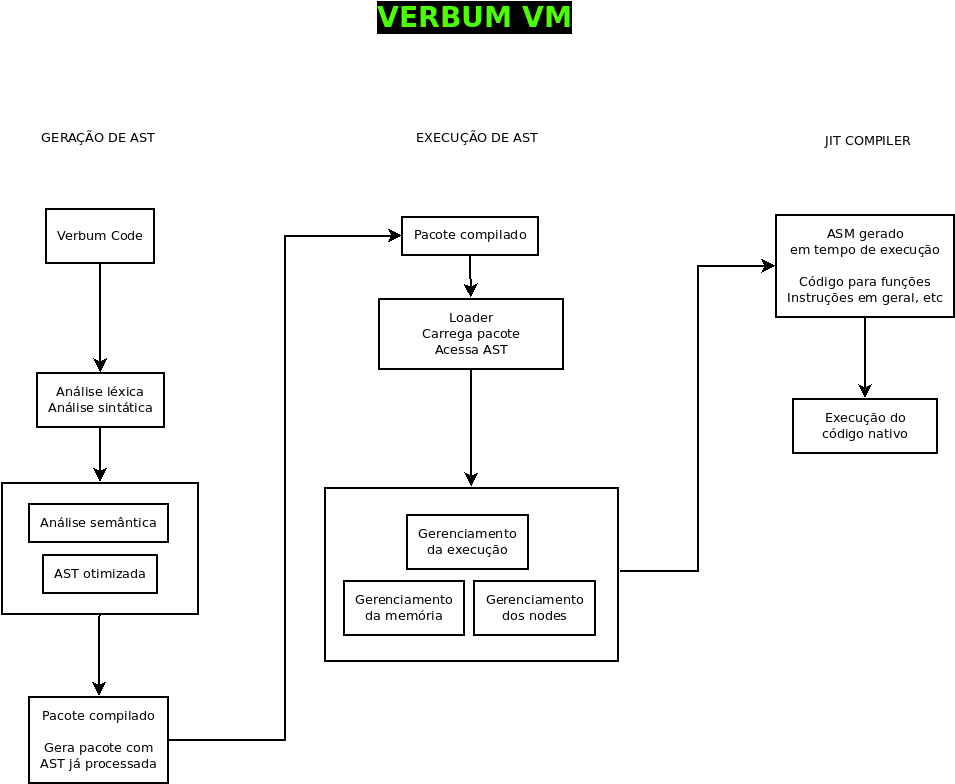 VERBUM VM
GERAÇÃO DE AST
Verbum Code
Análise léxica
Análise sintática
Análise semântica
AST otimizada
Pacote compilado
Gera pacote com
AST já processada
EXECUÇÃO DE AST
Pacote compilado
Loader
Carrega pacote
Acessa AST
Gerenciamento
da execução
Gerenciamento
da memória
Gerenciamento
dos nodes
JIT COMPILER
ASM gerado
em tempo de execução
Código para funções
Instruções em geral, etc
Execução do
código nativo